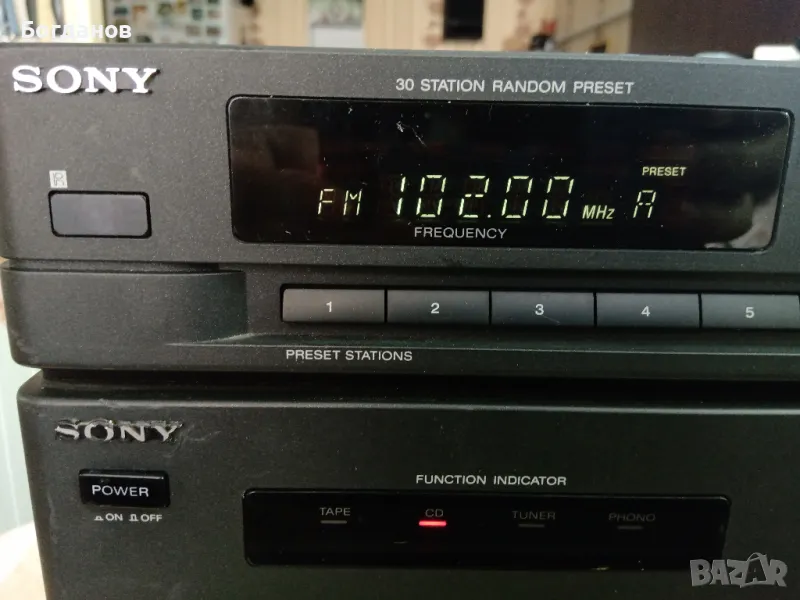 Богданов
SONY
30 STATION RANDOM PRESET
PRESET
FM 102.00 MHz A
FREQUENCY
1 2 3 4 5
PRESET STATIONS
SONY
FUNCTION INDICATOR
POWER
TAPE CD TUNER PHONO
ON OFF
BAZAR